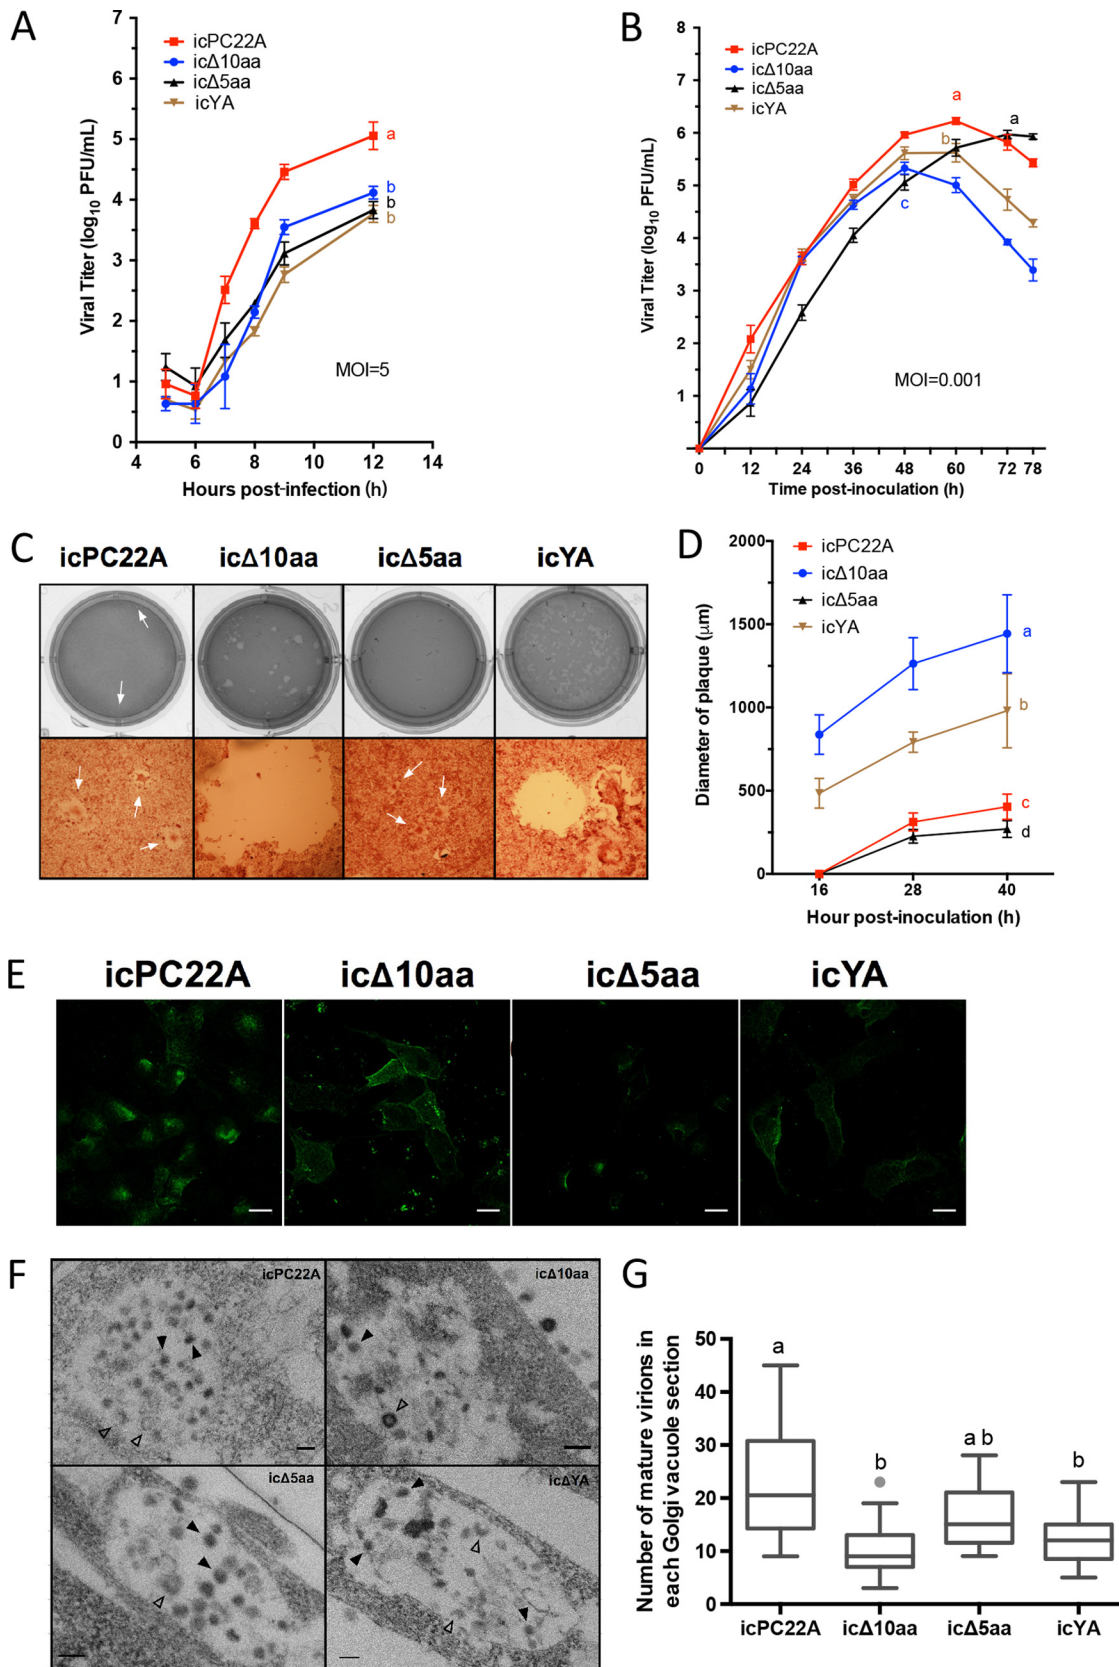 A
7
6
5
4
3
2
1
0
4 6 8 10 12 14
Viral Titer (log10 PFU/mL)
Hours post-infection (h)
icPC22A
icΔ10aa
icΔ5aa
icYA
a
b
b
b
MOI=5
B
8
7
6
5
4
3
2
1
0 12 24 36 48 60 72 78
Viral Titer (log10 PFU/mL)
Time post-inoculation (h)
icPC22A
icΔ10aa
icΔ5aa
icYA
a
a
b
c
MOI=0.001
C
icPC22A icΔ10aa icΔ5aa icYA
D
2000
1500
1000
500
0
16 28 40
Diameter of plaque (μm)
Hour post-inoculation (h)
icPC22A
icΔ10aa
icΔ5aa
icYA
a
b
c
d
E
icPC22A icΔ10aa icΔ5aa icYA
F
icPC22A icΔ10aa
icΔ5aa icΔYA
G
50
40
30
20
10
0
Number of mature virions in
each Golgi vacuole section
a
b
a b
b
icPC22A icΔ10aa icΔ5aa icYA